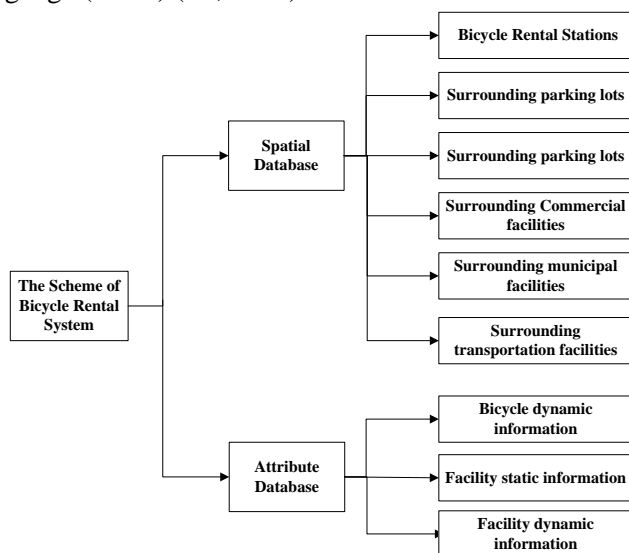 Bicycle Rental Stations
Surrounding parking lots
Spatial
Database
Surrounding parking lots
Surrounding Commercial
facilities
Surrounding municipal
facilities
The Scheme of
Bicycle Rental
System
Surrounding
transportation facilities
Bicycle dynamic
information
Attribute
Database
Facility static information
Facility dynamic
information